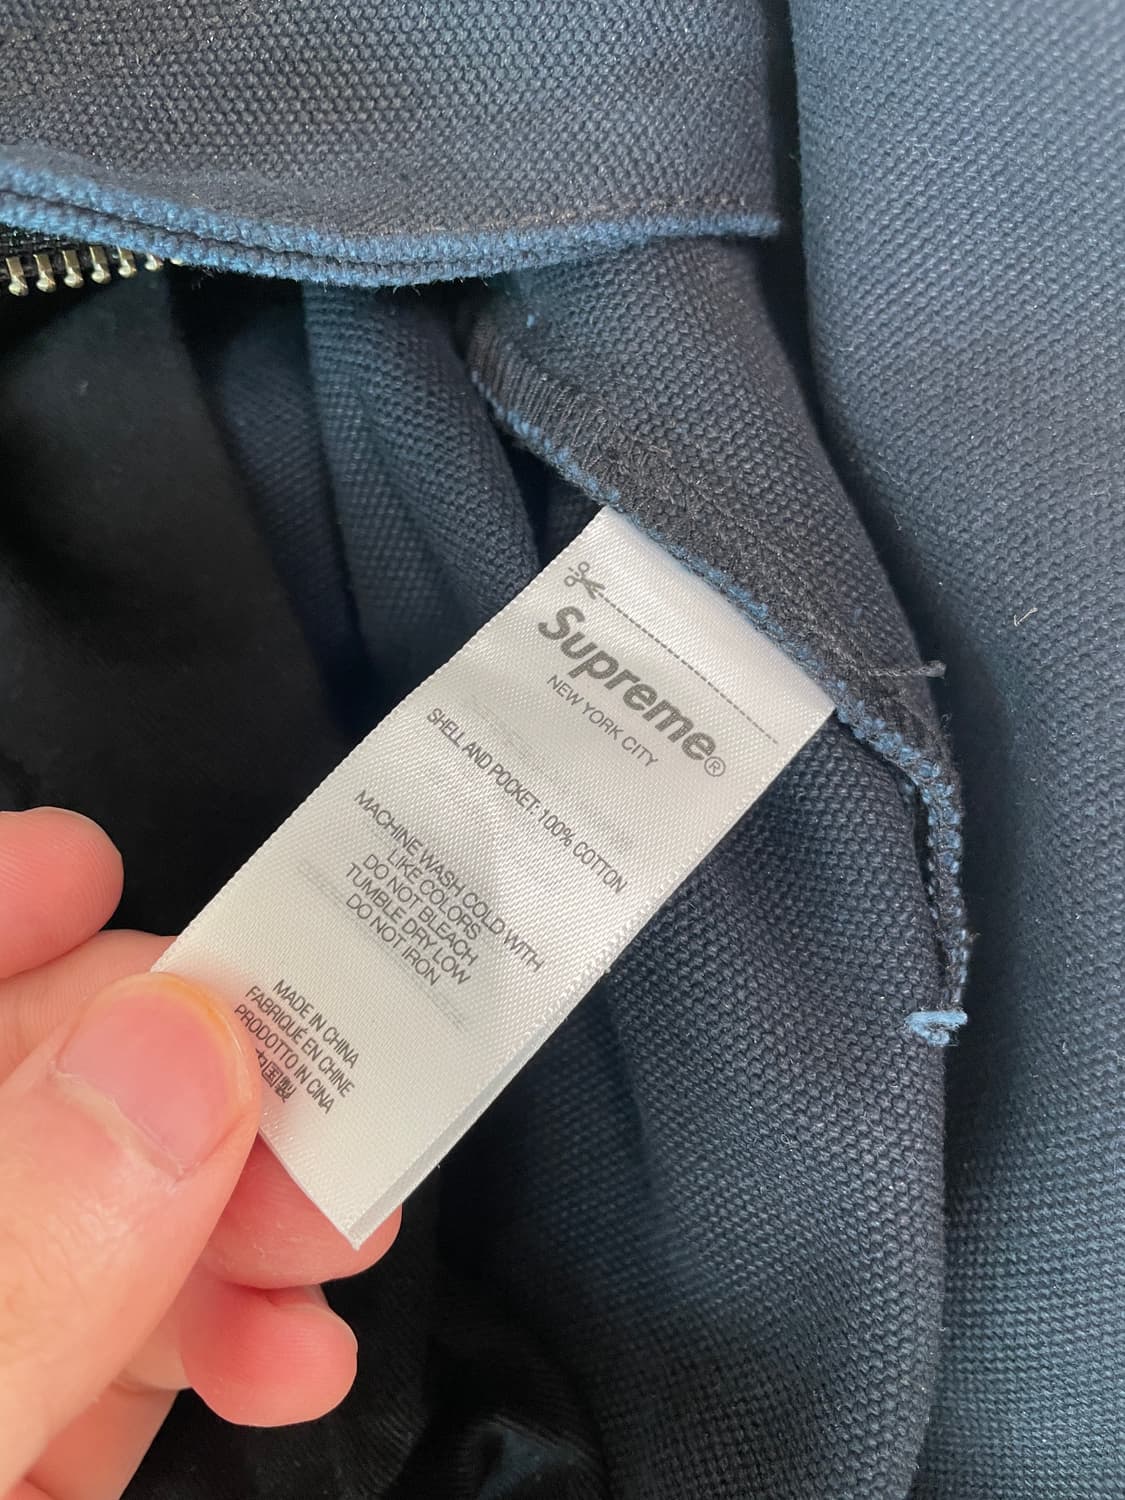 Supreme®
NEW YORK CITY
SHELL AND POCKET: 100% COTTON
MACHINE WASH COLD WITH
LIKE COLORS
DO NOT BLEACH
TUMBLE DRY LOW
DO NOT IRON
MADE IN CHINA
FABRIQUÉ EN CHINE
PRODOTTO IN CINA
中国製